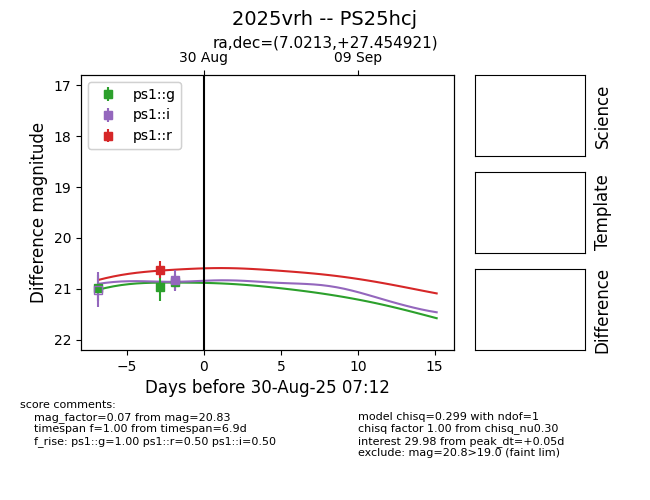 2025vrh -- PS25hcj
ra,dec=(7.0213,+27.454921)
30 Aug
09 Sep
ps1::g
ps1::i
ps1::r
17
18
19
20
21
22
Difference magnitude
−5
0
5
10
15
Days before 30-Aug-25 07:12
Science
Template
Difference
score comments:
mag_factor=0.07 from mag=20.83
timespan f=1.00 from timespan=6.9d
f_rise: ps1::g=1.00 ps1::r=0.50 ps1::i=0.50
model chisq=0.299 with ndof=1
chisq factor 1.00 from chisq_nu0.30
interest 29.98 from peak_dt=+0.05d
exclude: mag=20.8>19.0 (faint lim)